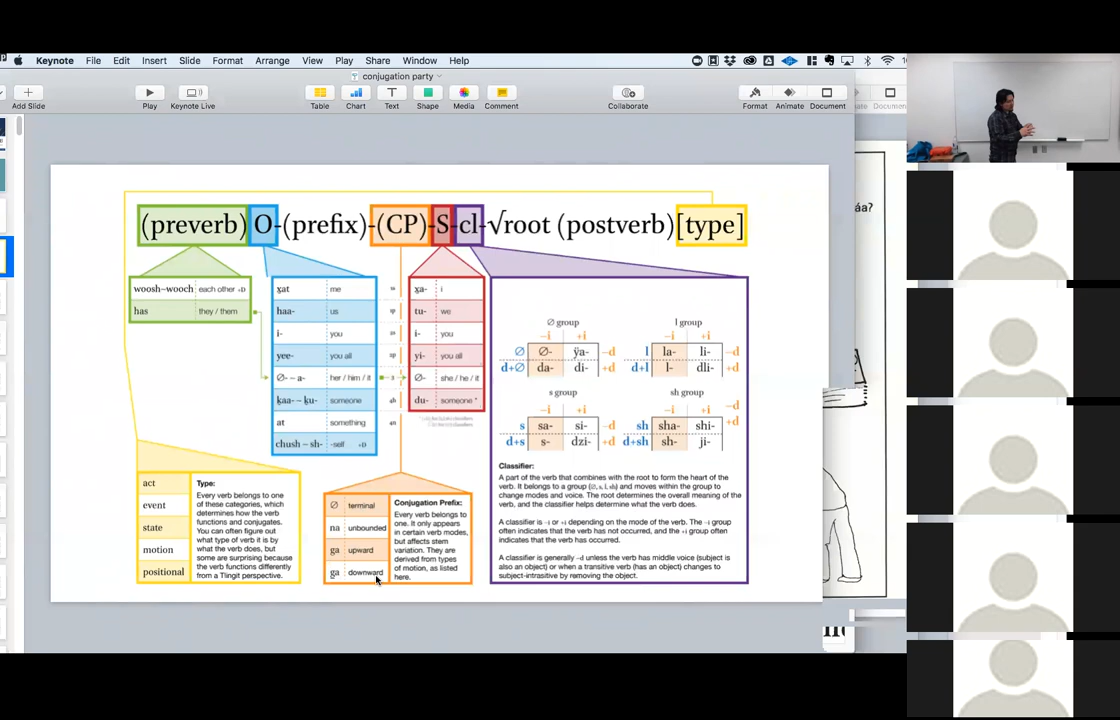 Keynote File Edit Insert Slide Format Arrange View Play Share Window Help
conjugation party
Add Slide Play Keynote Live Table Chart Text Shape Media Comment Collaborate Format Animate Document
(preverb) O-(prefix)-(CP)-S-cl-√root (postverb)[type]
woosh~wooch each other +D
has they / them
x̱at me
haa- us
i- you
yee- you all
∅- ~ a- her / him / it
ḵaa- ~ ḵu- someone
at something
chush ~ sh- -self +D
x̱a- i
tu- we
i- you
yi- you all
∅- she / he / it
du- someone *
∅ group
–i +i
∅ ∅- ÿa- –d
d+∅ da- di- +d
l group
–i +i
l la- li- –d
d+l l- dli- +d
s group
–i +i
s sa- si- –d
d+s s- dzi- +d
sh group
–i +i –d
sh sha- shi- +d
d+sh sh- ji-
Classifier:
A part of the verb that combines with the root to form the heart of the
verb. It belongs to a group (∅, s, l, sh) and moves within the group to
change modes and voice. The root determines the overall meaning of the
verb, and the classifier helps determine what the verb does.
A classifier is –i or +i depending on the mode of the verb. The –i group
often indicates that the verb has not occurred, and the +i group often
indicates that the verb has occurred.
A classifier is generally –d unless the verb has middle voice (subject is
also an object) or when a transitive verb (has an object) changes to
subject-intrasitive by removing the object.
act
event
state
motion
positional
Type:
Every verb belongs to one
of these categories, which
determines how the verb
functions and conjugates.
You can often figure out
what type of verb it is by
what the verb does, but
some are surprising because
the verb functions differently
from a Tlingit perspective.
∅ terminal
na unbounded
ga upward
g̱a downward
Conjugation Prefix:
Every verb belongs to
one. It only appears
in certain verb modes,
but affects stem
variation. They are
derived from types
of motion, as listed
here.
áa?